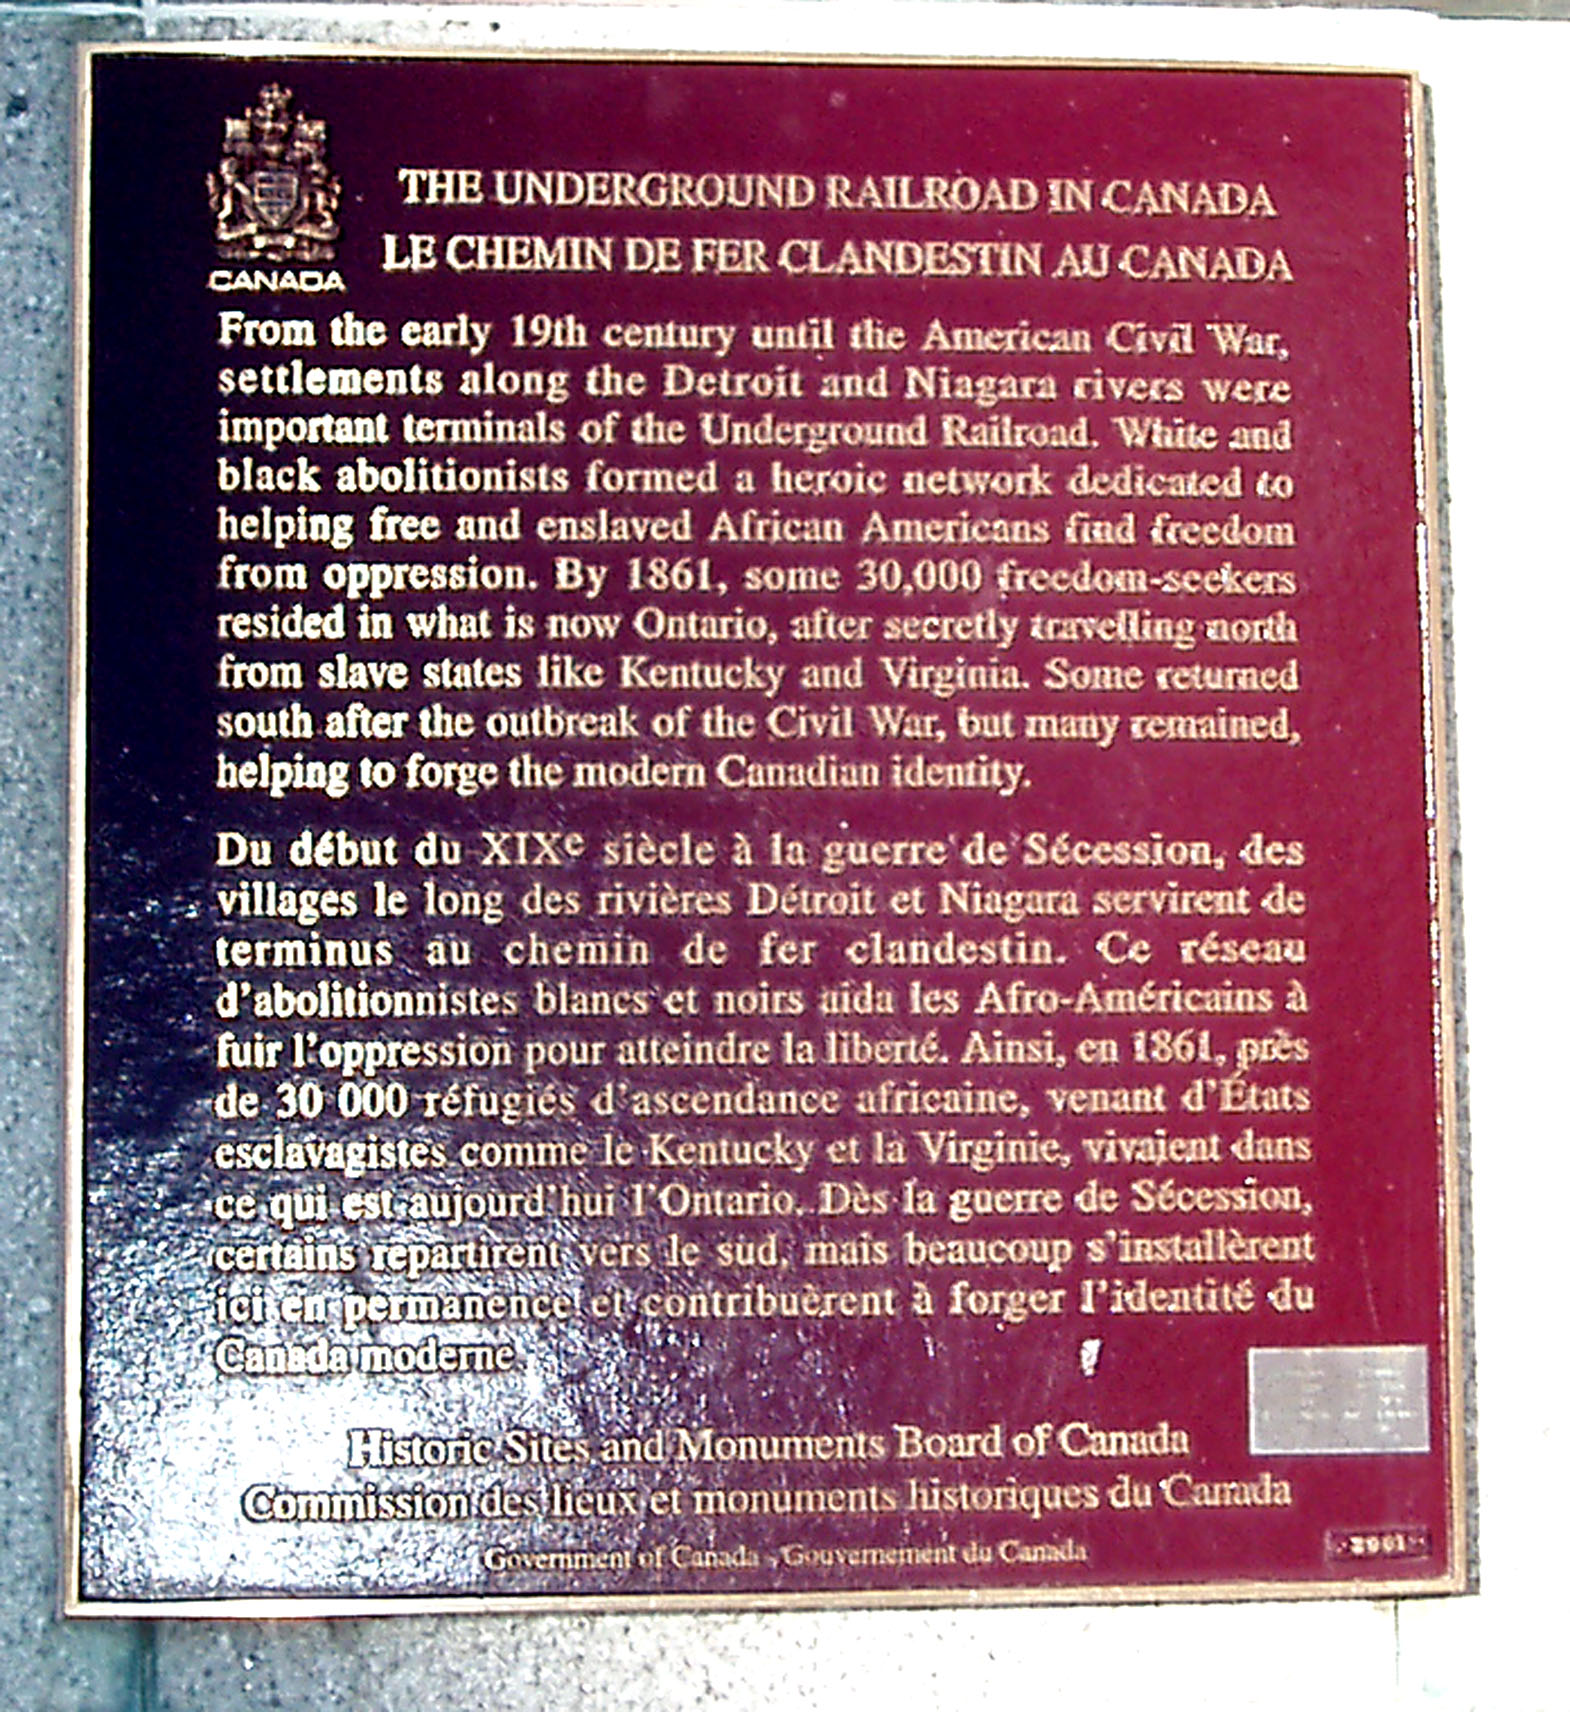 THE UNDERGROUND RAILROAD IN CANADA
LE CHEMIN DE FER CLANDESTIN AU CANADA
CANADA
From the early 19th century until the American Civil War,
settlements along the Detroit and Niagara rivers were
important terminals of the Underground Railroad. White and
black abolitionists formed a heroic network dedicated to
helping free and enslaved African Americans find freedom
from oppression. By 1861, some 30,000 freedom-seekers
resided in what is now Ontario, after secretly travelling north
from slave states like Kentucky and Virginia. Some returned
south after the outbreak of the Civil War, but many remained,
helping to forge the modern Canadian identity.
Du début du XIXe siècle à la guerre de Sécession, des
villages le long des rivières Détroit et Niagara servirent de
terminus au chemin de fer clandestin. Ce réseau
d'abolitionnistes blancs et noirs aida les Afro-Américains à
fuir l'oppression pour atteindre la liberté. Ainsi, en 1861, près
de 30 000 réfugiés d'ascendance africaine, venant d'États
esclavagistes comme le Kentucky et la Virginie, vivaient dans
ce qui est aujourd'hui l'Ontario. Dès la guerre de Sécession,
certains repartirent vers le sud, mais beaucoup s'installèrent
ici en permanence et contribuèrent à forger l'identité du
Canada moderne
Historic Sites and Monuments Board of Canada
Commission des lieux et monuments historiques du Canada
Government of Canada - Gouvernement du Canada